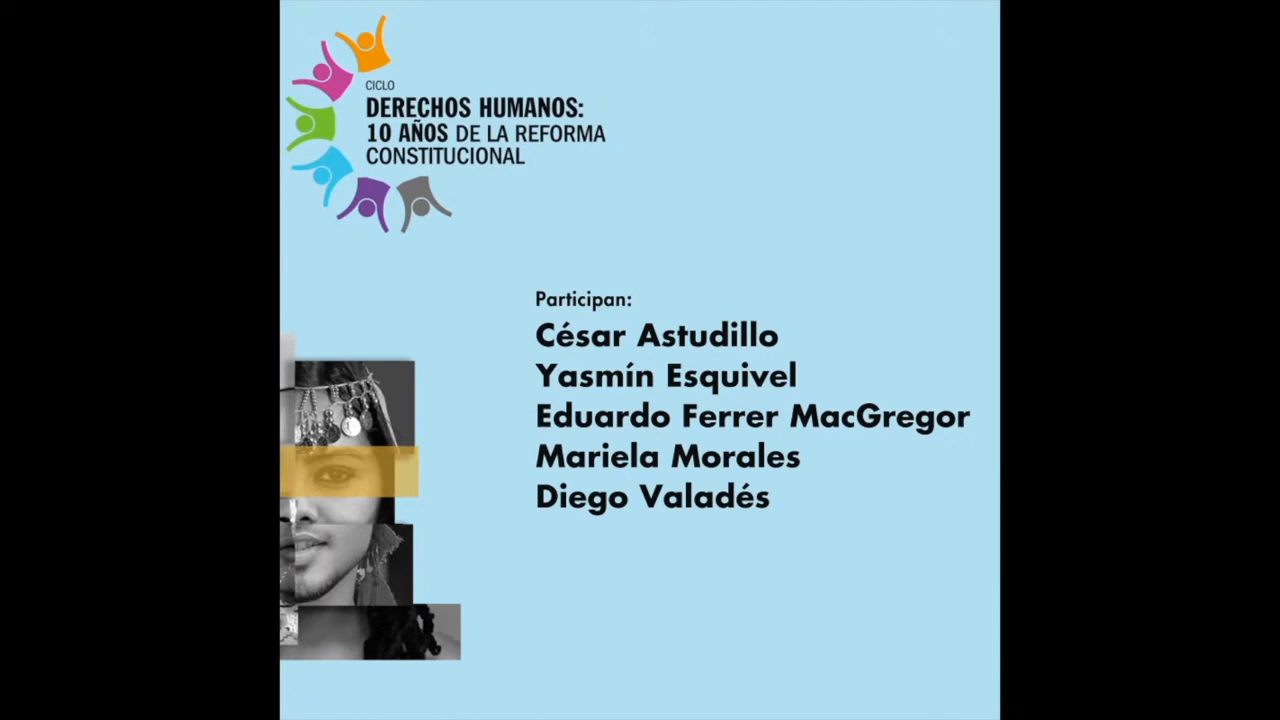 CICLO
DERECHOS HUMANOS:
10 AÑOS DE LA REFORMA
CONSTITUCIONAL
Participan:
César Astudillo
Yasmín Esquivel
Eduardo Ferrer MacGregor
Mariela Morales
Diego Valadés